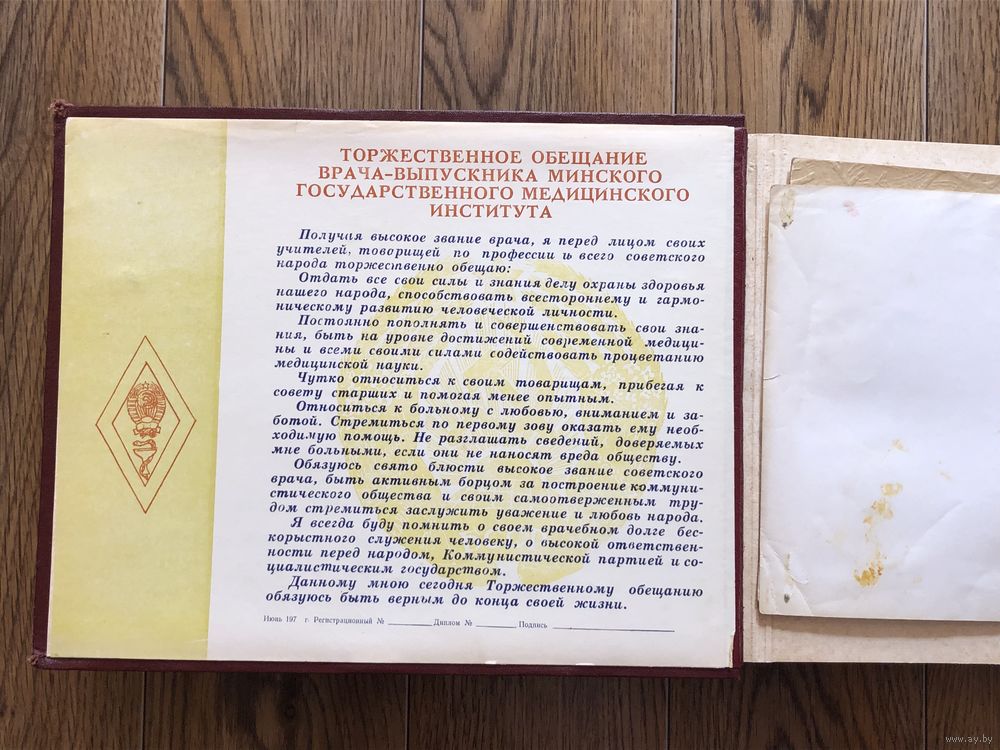 ТОРЖЕСТВЕННОЕ ОБЕЩАНИЕ
ВРАЧА-ВЫПУСКНИКА МИНСКОГО
ГОСУДАРСТВЕННОГО МЕДИЦИНСКОГО
ИНСТИТУТА
Получая высокое звание врача, я перед лицом своих
учителей, товарищей по профессии и всего советского
народа торжественно обещаю:
Отдать все свои силы и знания делу охраны здоровья
нашего народа, способствовать всестороннему и гармо-
ническому развитию человеческой личности.
Постоянно пополнять и совершенствовать свои зна-
ния, быть на уровне достижений современной медици-
ны и всеми своими силами содействовать процветанию
медицинской науки.
Чутко относиться к своим товарищам, прибегая к
совету старших и помогая менее опытным.
Относиться к больному с любовью, вниманием и за-
ботой. Стремиться по первому зову оказать ему необ-
ходимую помощь. Не разглашать сведений, доверяемых
мне больными, если они не наносят вреда обществу.
Обязуюсь свято блюсти высокое звание советского
врача, быть активным борцом за построение коммуни-
стического общества и своим самоотверженным тру-
дом стремиться заслужить уважение и любовь народа.
Я всегда буду помнить о своем врачебном долге бес-
корыстного служения человеку, о высокой ответствен-
ности перед народом, Коммунистической партией и со-
циалистическим государством.
Данному мною сегодня Торжественному обещанию
обязуюсь быть верным до конца своей жизни.
Июнь 197 г. Регистрационный № ________ Диплом № ________ Подпись ________
www.ay.by